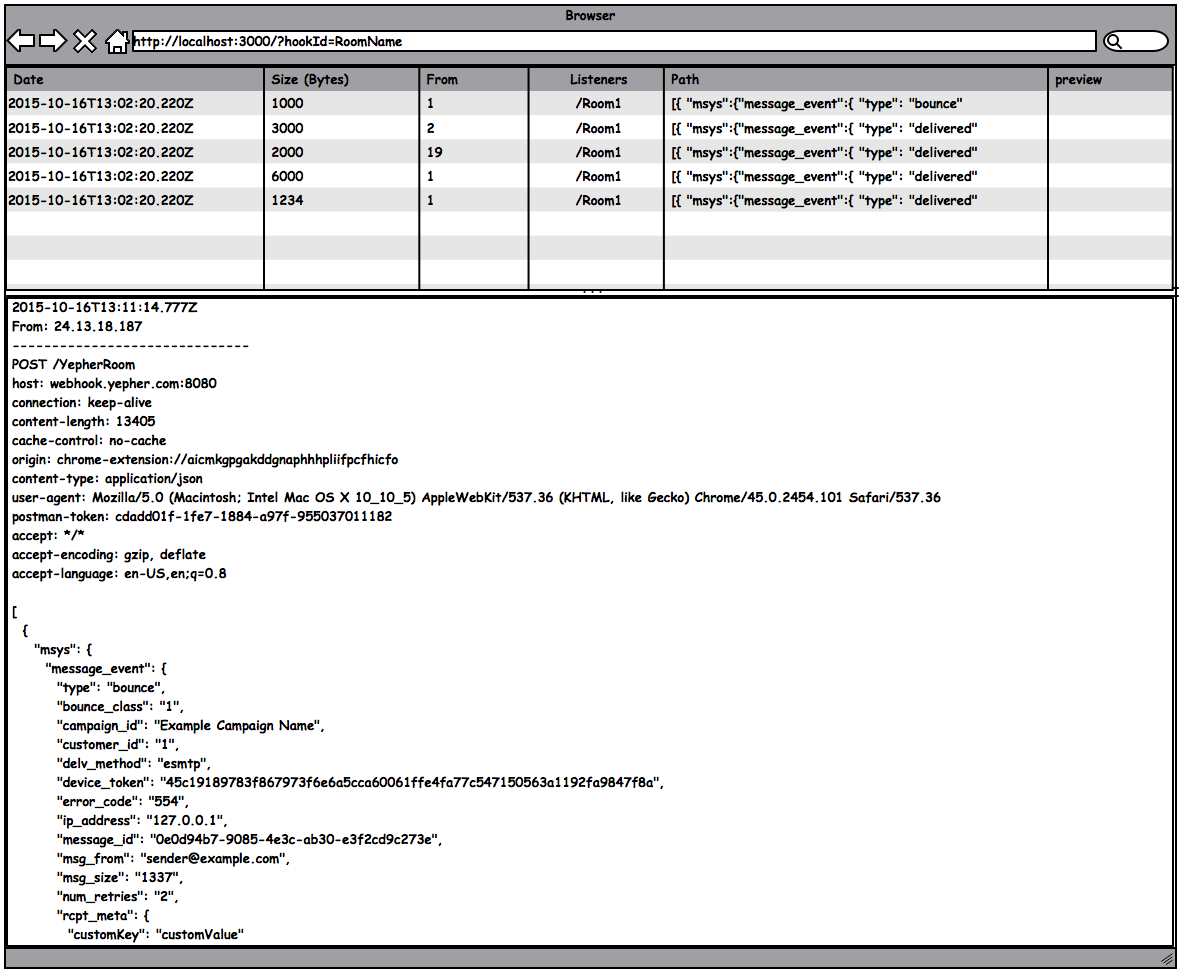 Browser
http://localhost:3000/?hookId=RoomName
Date Size (Bytes) From Listeners Path preview
2015-10-16T13:02:20.220Z 1000 1 /Room1 [{ "msys":{"message_event":{ "type": "bounce"
2015-10-16T13:02:20.220Z 3000 2 /Room1 [{ "msys":{"message_event":{ "type": "delivered"
2015-10-16T13:02:20.220Z 2000 19 /Room1 [{ "msys":{"message_event":{ "type": "delivered"
2015-10-16T13:02:20.220Z 6000 1 /Room1 [{ "msys":{"message_event":{ "type": "delivered"
2015-10-16T13:02:20.220Z 1234 1 /Room1 [{ "msys":{"message_event":{ "type": "delivered"
2015-10-16T13:11:14.777Z
From: 24.13.18.187
------------------------------
POST /YepherRoom
host: webhook.yepher.com:8080
connection: keep-alive
content-length: 13405
cache-control: no-cache
origin: chrome-extension://aicmkgpgakddgnaphhhpliifpcfhicfo
content-type: application/json
user-agent: Mozilla/5.0 (Macintosh; Intel Mac OS X 10_10_5) AppleWebKit/537.36 (KHTML, like Gecko) Chrome/45.0.2454.101 Safari/537.36
postman-token: cdadd01f-1fe7-1884-a97f-955037011182
accept: */*
accept-encoding: gzip, deflate
accept-language: en-US,en;q=0.8
[
{
"msys": {
"message_event": {
"type": "bounce",
"bounce_class": "1",
"campaign_id": "Example Campaign Name",
"customer_id": "1",
"delv_method": "esmtp",
"device_token": "45c19189783f867973f6e6a5cca60061ffe4fa77c547150563a1192fa9847f8a",
"error_code": "554",
"ip_address": "127.0.0.1",
"message_id": "0e0d94b7-9085-4e3c-ab30-e3f2cd9c273e",
"msg_from": "sender@example.com",
"msg_size": "1337",
"num_retries": "2",
"rcpt_meta": {
"customKey": "customValue"